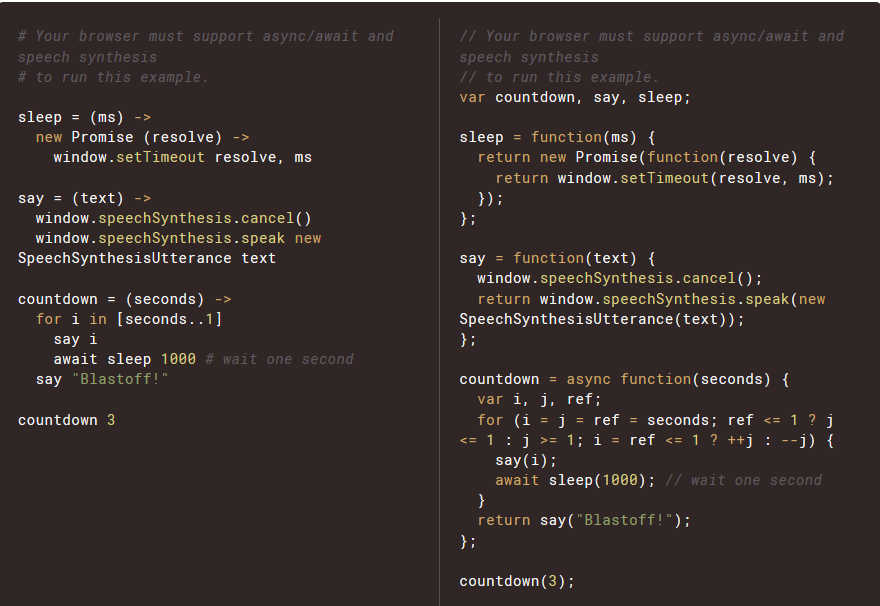 # Your browser must support async/await and
speech synthesis
# to run this example.
sleep = (ms) ->
new Promise (resolve) ->
window.setTimeout resolve, ms
say = (text) ->
window.speechSynthesis.cancel()
window.speechSynthesis.speak new
SpeechSynthesisUtterance text
countdown = (seconds) ->
for i in [seconds..1]
say i
await sleep 1000 # wait one second
say "Blastoff!"
countdown 3
// Your browser must support async/await and
speech synthesis
// to run this example.
var countdown, say, sleep;
sleep = function(ms) {
return new Promise(function(resolve) {
return window.setTimeout(resolve, ms);
});
};
say = function(text) {
window.speechSynthesis.cancel();
return window.speechSynthesis.speak(new
SpeechSynthesisUtterance(text));
};
countdown = async function(seconds) {
var i, j, ref;
for (i = j = ref = seconds; ref <= 1 ? j
<= 1 : j >= 1; i = ref <= 1 ? ++j : --j) {
say(i);
await sleep(1000); // wait one second
}
return say("Blastoff!");
};
countdown(3);